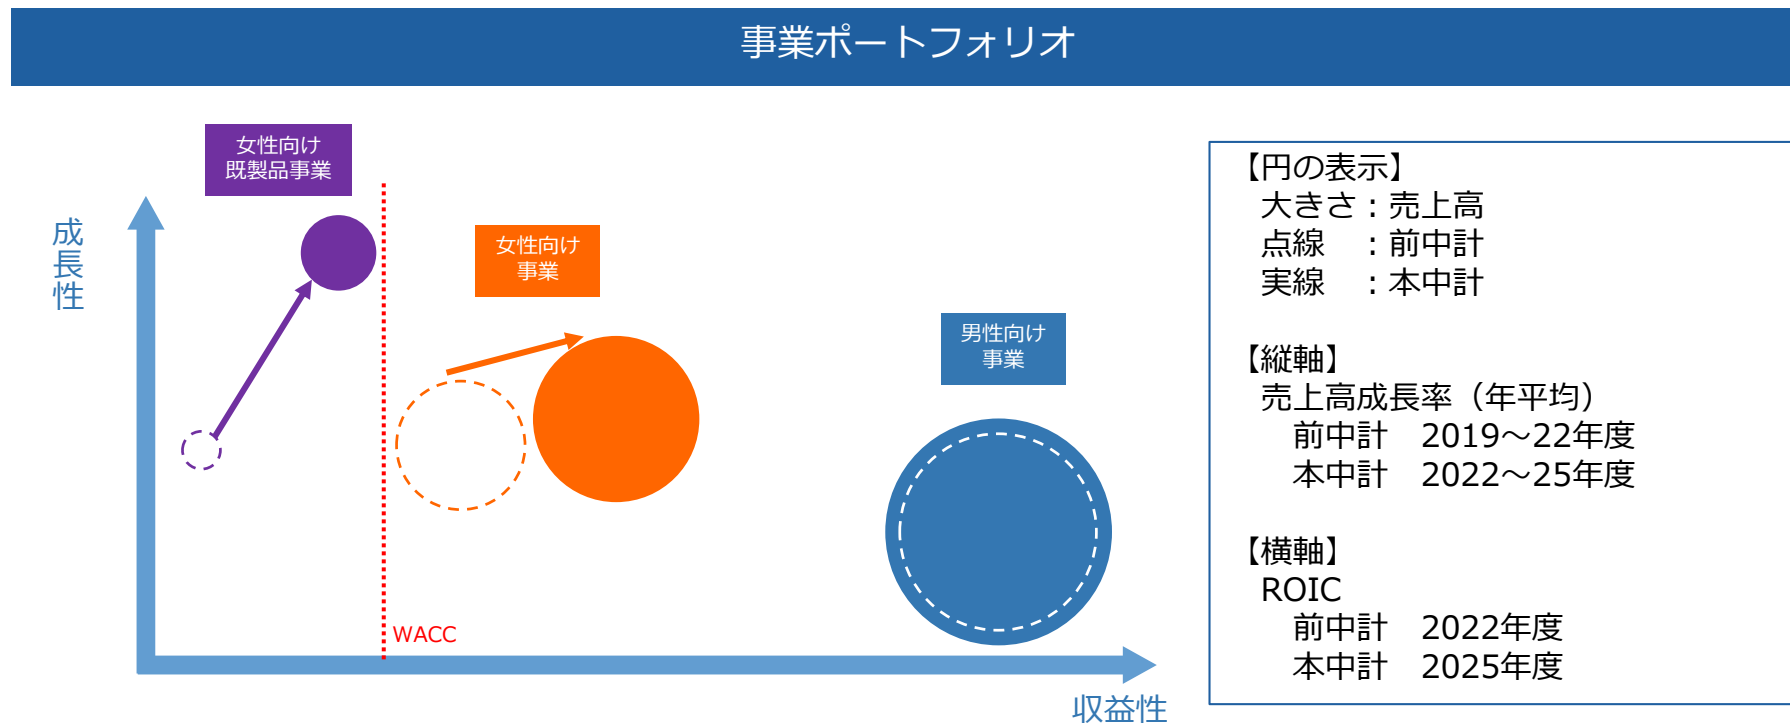 事業ポートフォリオ
女性向け
既製品事業
成長性
女性向け
事業
男性向け
事業
WACC
収益性
【円の表示】
大きさ：売上高
点線　：前中計
実線　：本中計
【縦軸】
売上高成長率（年平均）
前中計　2019～22年度
本中計　2022～25年度
【横軸】
ROIC
前中計　2022年度
本中計　2025年度